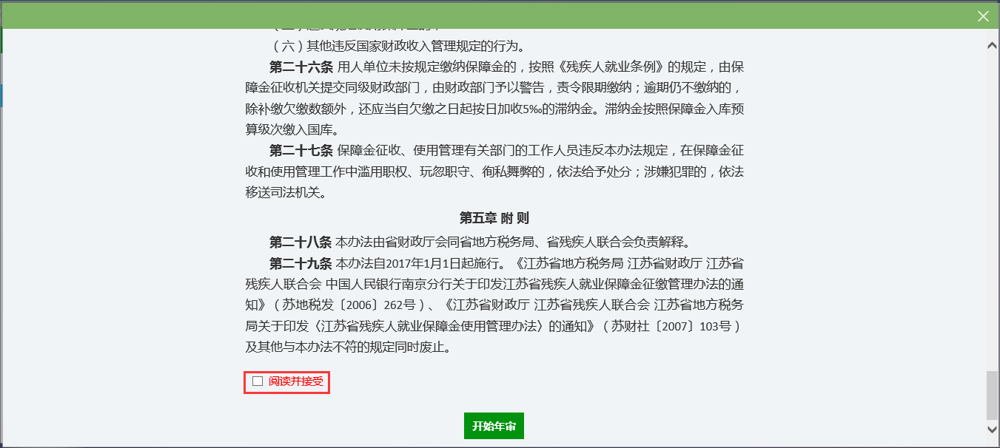 （六）其他违反国家财政收入管理规定的行为。
第二十六条 用人单位未按规定缴纳保障金的，按照《残疾人就业条例》的规定，由保
障金征收机关提交同级财政部门，由财政部门予以警告，责令限期缴纳；逾期仍不缴纳的，
除补缴欠缴数额外，还应当自欠缴之日起按日加收5‰的滞纳金。滞纳金按照保障金入库预
算级次缴入国库。
第二十七条 保障金征收、使用管理有关部门的工作人员违反本办法规定，在保障金征
收和使用管理工作中滥用职权、玩忽职守、徇私舞弊的，依法给予处分；涉嫌犯罪的，依法
移送司法机关。
第五章 附 则
第二十八条 本办法由省财政厅会同省地方税务局、省残疾人联合会负责解释。
第二十九条 本办法自2017年1月1日起施行。《江苏省地方税务局 江苏省财政厅 江苏省
残疾人联合会 中国人民银行南京分行关于印发江苏省残疾人就业保障金征缴管理办法的通
知》（苏地税发〔2006〕262号）、《江苏省财政厅 江苏省残疾人联合会 江苏省地方税务
局关于印发〈江苏省残疾人就业保障金使用管理办法〉的通知》（苏财社〔2007〕103号）
及其他与本办法不符的规定同时废止。
阅读并接受
开始年审